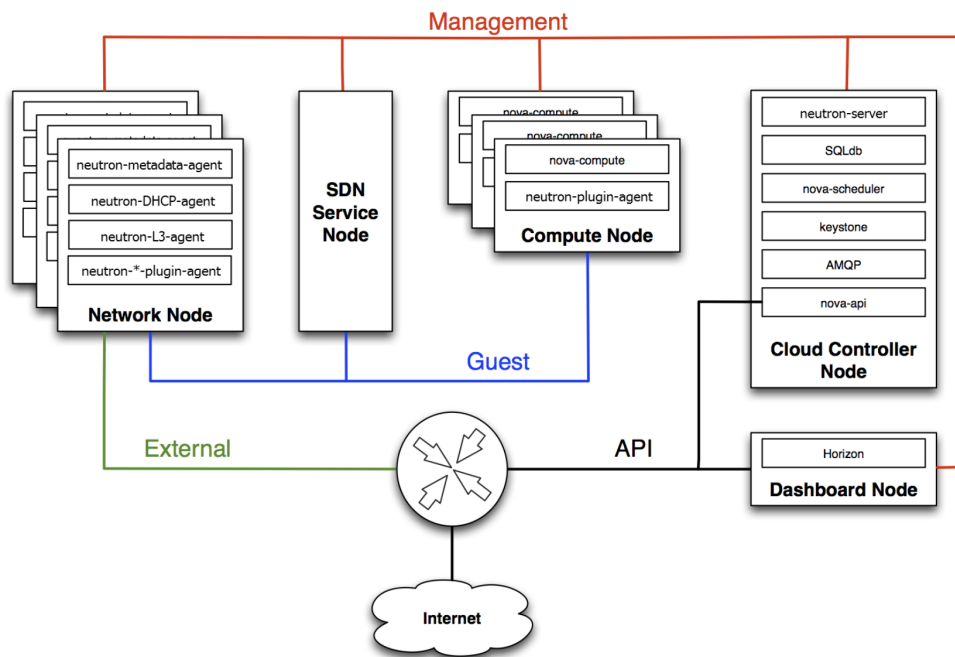 Management
neutron-metadata-agent
neutron-DHCP-agent
neutron-L3-agent
neutron-*-plugin-agent
Network Node
SDN
Service
Node
nova-compute
nova-compute
nova-compute
neutron-plugin-agent
Compute Node
neutron-server
SQLdb
nova-scheduler
keystone
AMQP
nova-api
Cloud Controller
Node
Guest
External
API
Horizon
Dashboard Node
Internet